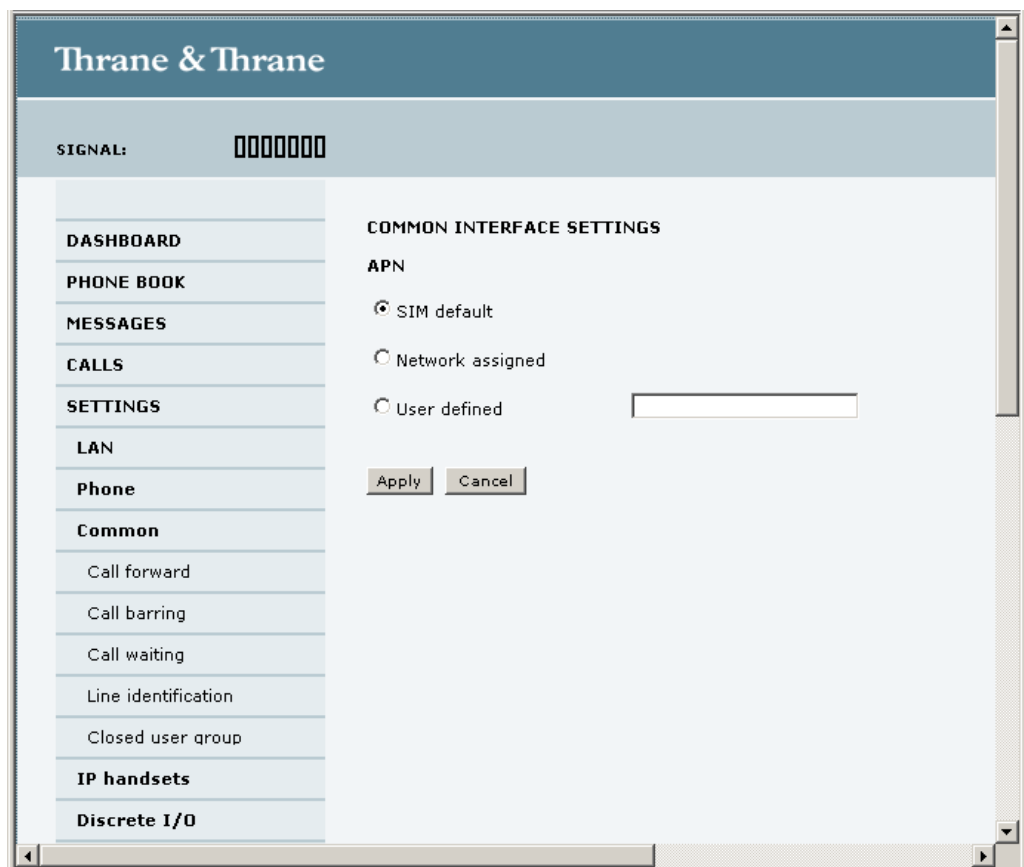 Thrane & Thrane
SIGNAL:
DASHBOARD
PHONE BOOK
MESSAGES
CALLS
SETTINGS
LAN
Phone
Common
Call forward
Call barring
Call waiting
Line identification
Closed user group
IP handsets
Discrete I/O
COMMON INTERFACE SETTINGS
APN
SIM default
Network assigned
User defined
Apply Cancel